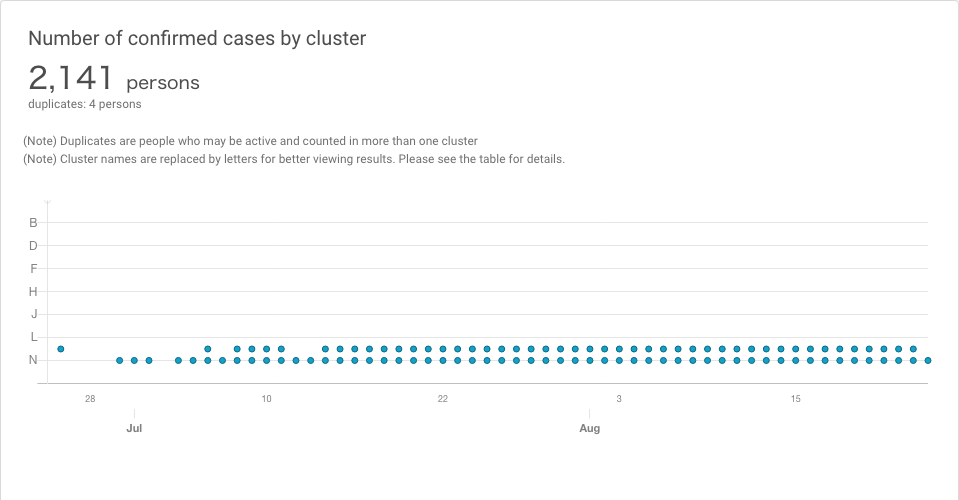 Number of confirmed cases by cluster
2,141 persons
duplicates: 4 persons
(Note) Duplicates are people who may be active and counted in more than one cluster
(Note) Cluster names are replaced by letters for better viewing results. Please see the table for details.
B
D
F
H
J
L
N
28 10 22 3 15
Jul Aug